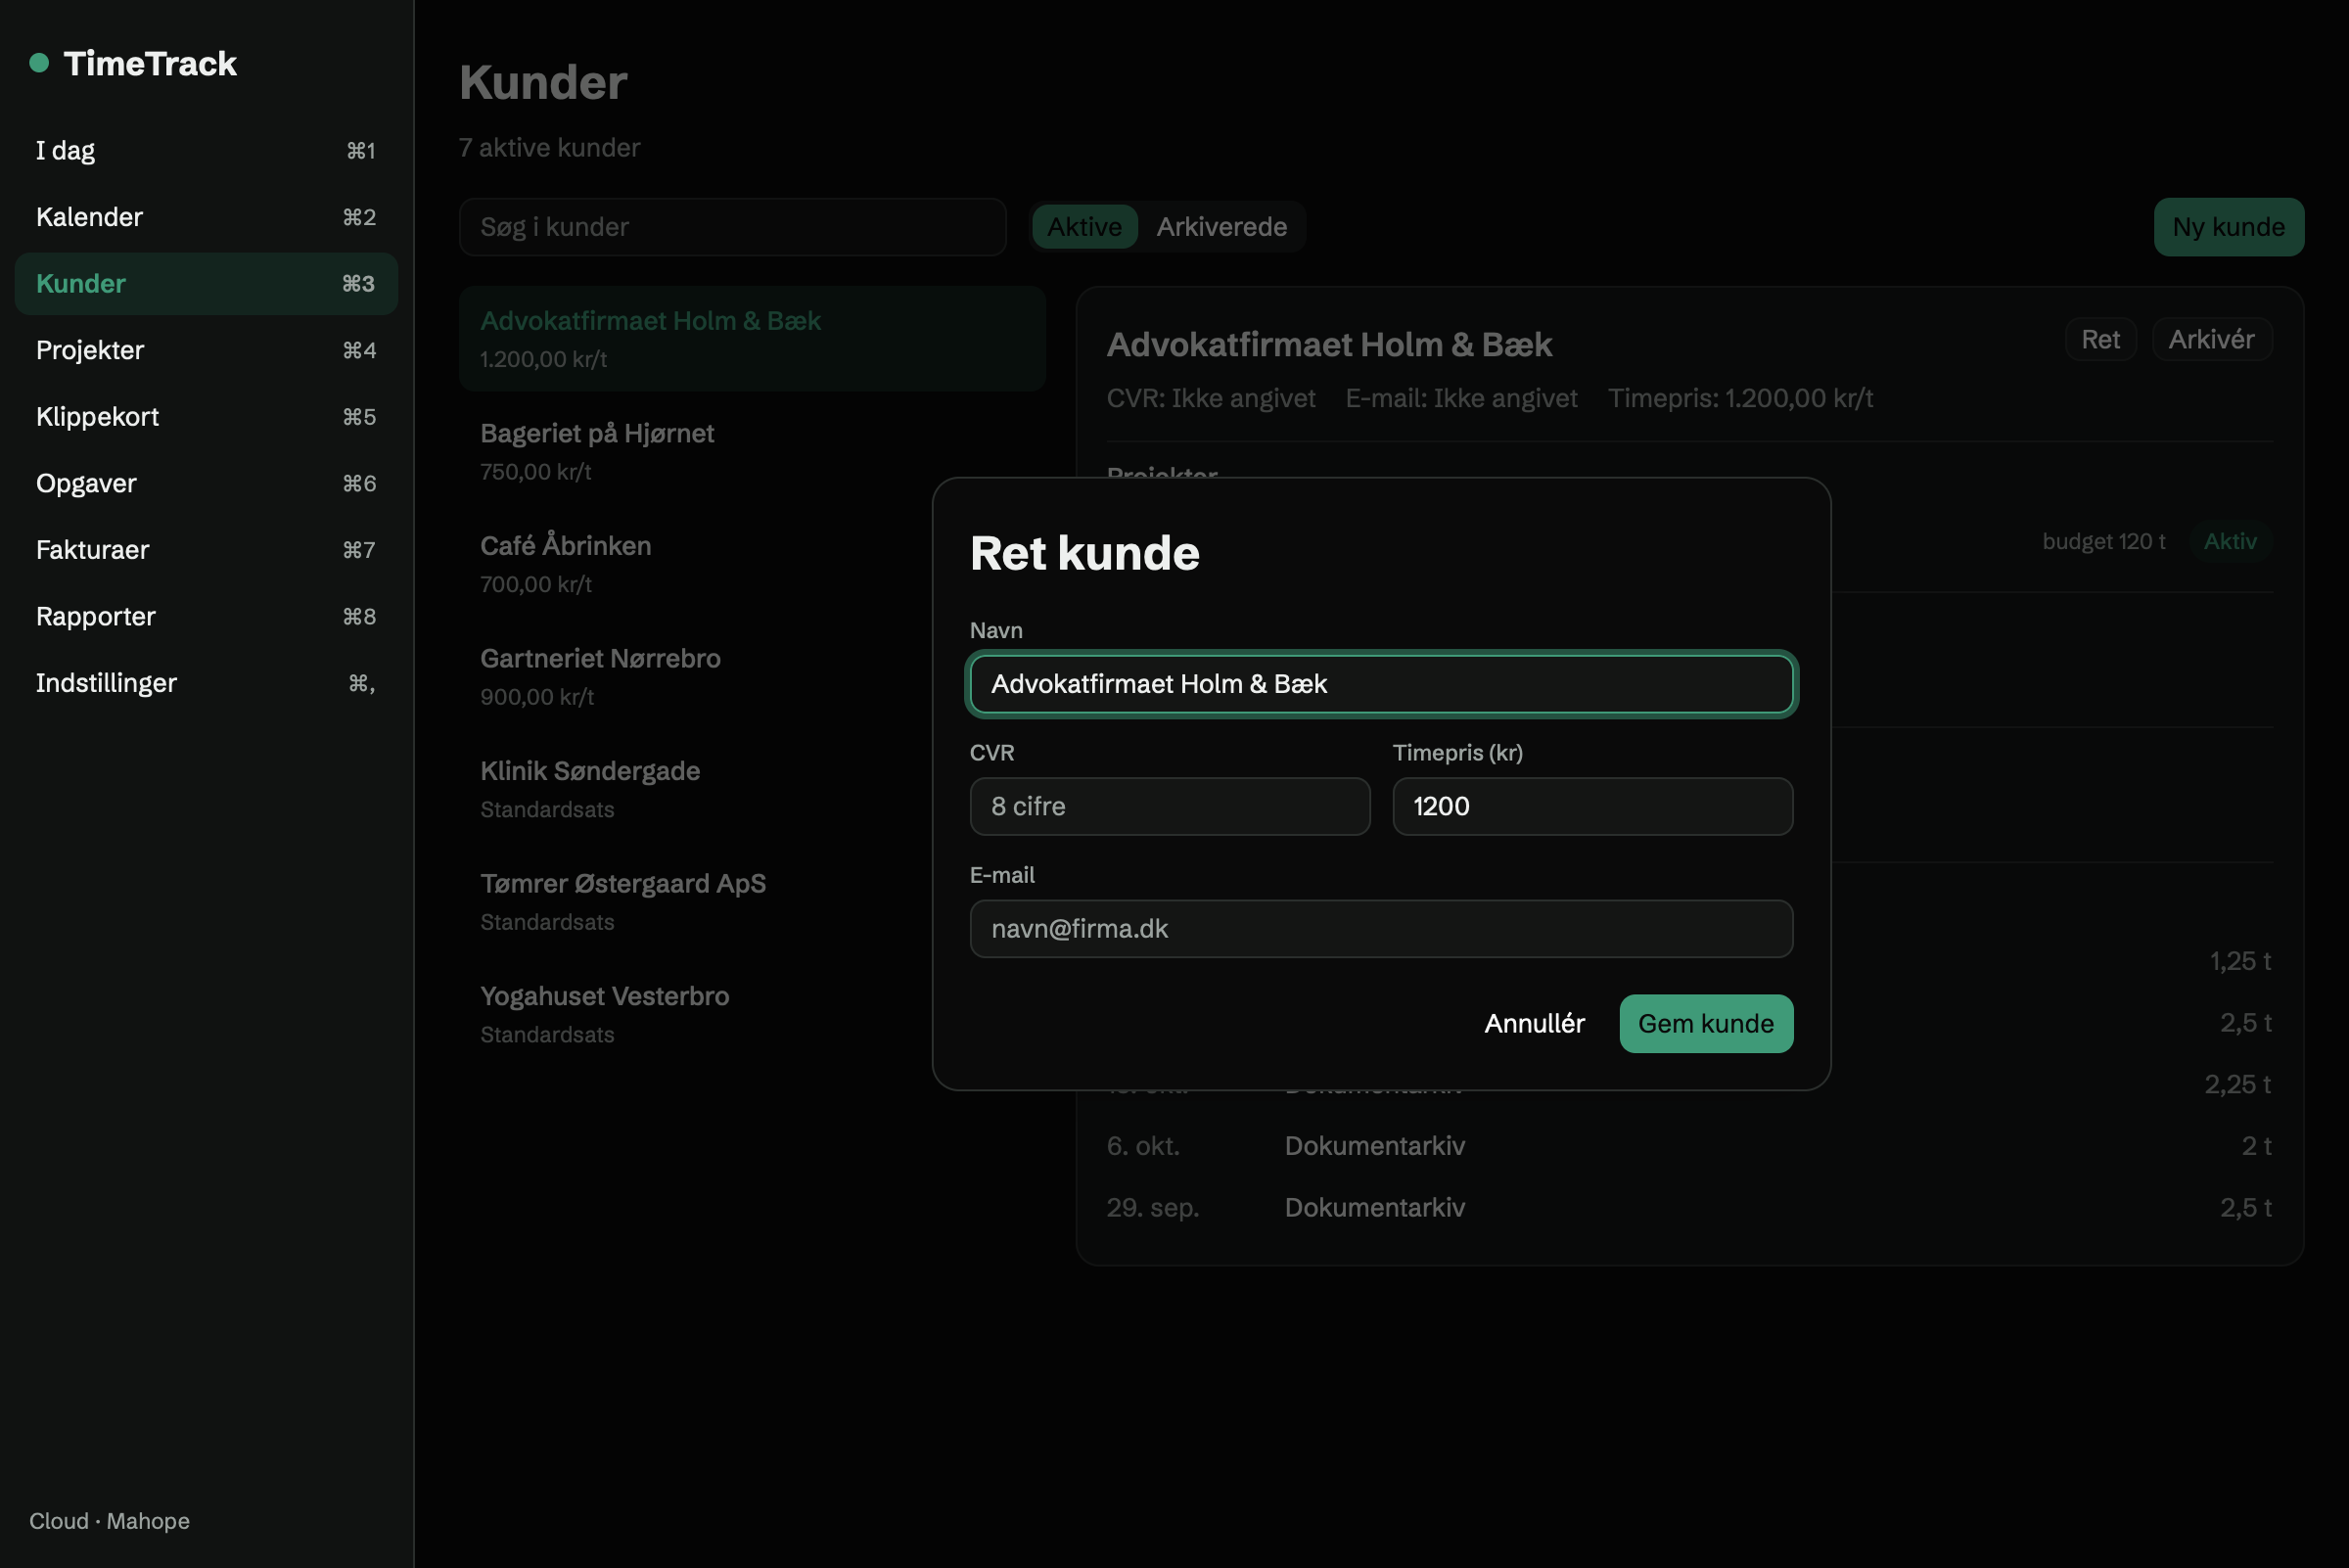 TimeTrack
I dag ⌘1
Kalender ⌘2
Kunder ⌘3
Projekter ⌘4
Klippekort ⌘5
Opgaver ⌘6
Fakturaer ⌘7
Rapporter ⌘8
Indstillinger ⌘,
Cloud · Mahope
Kunder
7 aktive kunder
Søg i kunder
Aktive Arkiverede
Ny kunde
Advokatfirmaet Holm & Bæk
1.200,00 kr/t
Bageriet på Hjørnet
750,00 kr/t
Café Åbrinken
700,00 kr/t
Gartneriet Nørrebro
900,00 kr/t
Klinik Søndergade
Standardsats
Tømrer Østergaard ApS
Standardsats
Yogahuset Vesterbro
Standardsats
Advokatfirmaet Holm & Bæk
Ret Arkivér
CVR: Ikke angivet E-mail: Ikke angivet Timepris: 1.200,00 kr/t
Projekter
budget 120 t Aktiv
Ret kunde
Navn
Advokatfirmaet Holm & Bæk
CVR Timepris (kr)
8 cifre 1200
E-mail
navn@firma.dk
Annullér Gem kunde
1,25 t
2,5 t
Dokumentarkiv 2,25 t
6. okt. Dokumentarkiv 2 t
29. sep. Dokumentarkiv 2,5 t